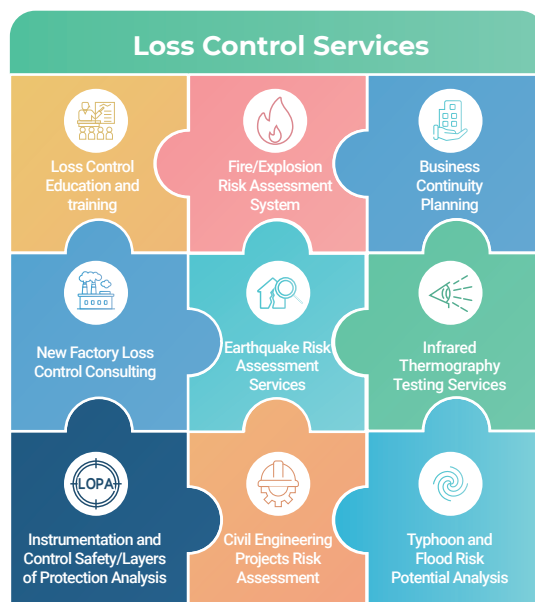 Loss Control Services
Loss Control
Education and
training
Fire/Explosion
Risk Assessment
System
Business
Continuity
Planning
New Factory Loss
Control Consulting
Earthquake Risk
Assessment
Services
Infrared
Thermography
Testing Services
LOPA
Instrumentation and
Control Safety/Layers
of Protection Analysis
Civil Engineering
Projects Risk
Assessment
Typhoon and
Flood Risk
Potential Analysis